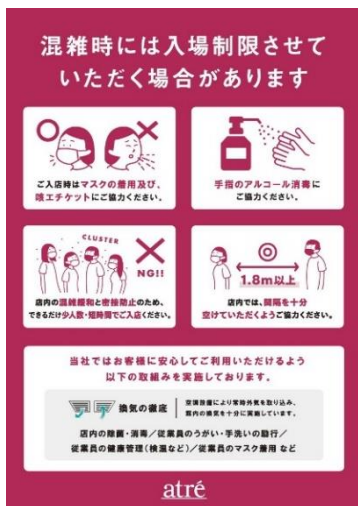 混雑時には入場制限させて
いただく場合があります
ご入店時はマスクの着用及び、
咳エチケットにご協力ください。
手指のアルコール消毒に
ご協力ください。
CLUSTER
NG!!
店内の混雑緩和と密接防止のため、
できるだけ少人数・短時間でご入店ください。
1.8m以上
店内では、間隔を十分
空けていただくようご協力ください。
当社ではお客様に安心してご利用いただけるよう
以下の取組みを実施しております。
換気の徹底
空調設備により常時外気を取り込み、
館内の換気を十分に実施しています。
店内の除菌・消毒／従業員のうがい・手洗いの励行／
従業員の健康管理（検温など）／従業員のマスク着用 など
atré